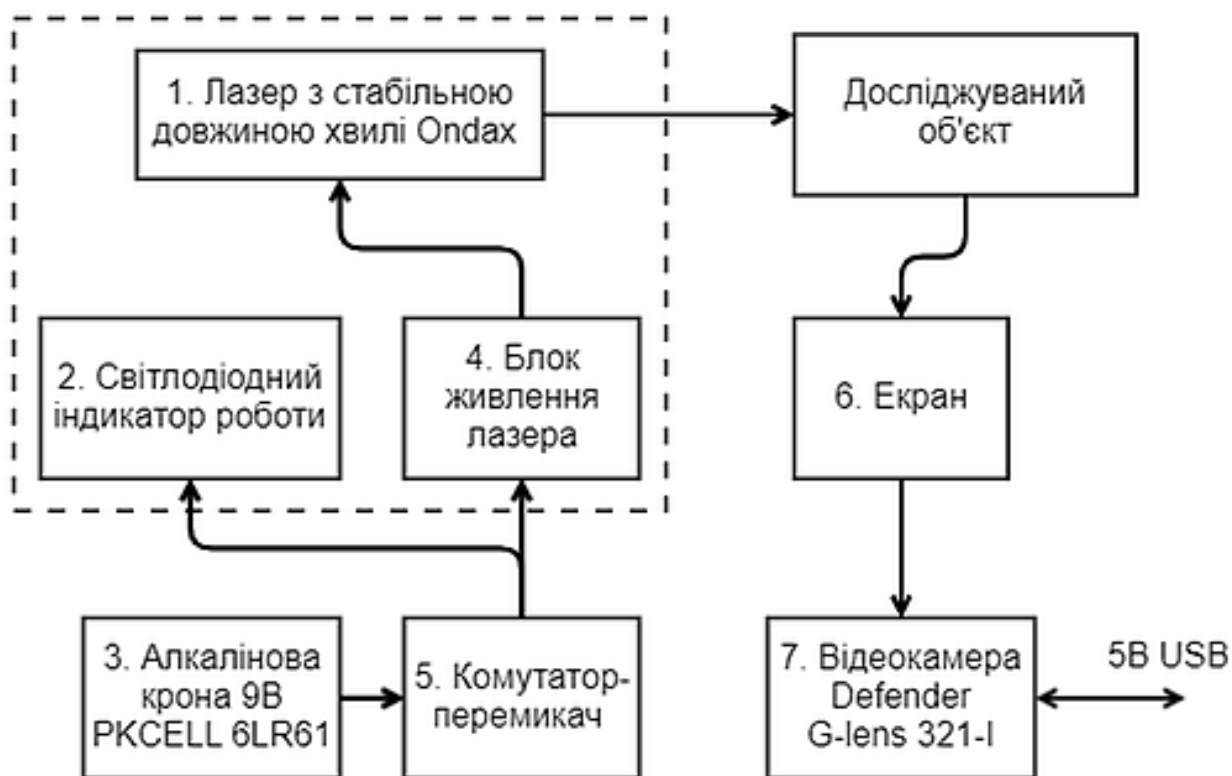 1. Лазер з стабільною
довжиною хвилі Ondax
Досліджуваний
об'єкт
2. Світлодіодний
індикатор роботи
4. Блок
живлення
лазера
6. Екран
3. Алкалінова
крона 9В
PKCELL 6LR61
5. Комутатор-
перемикач
7. Відеокамера
Defender
G-lens 321-I
5В USB